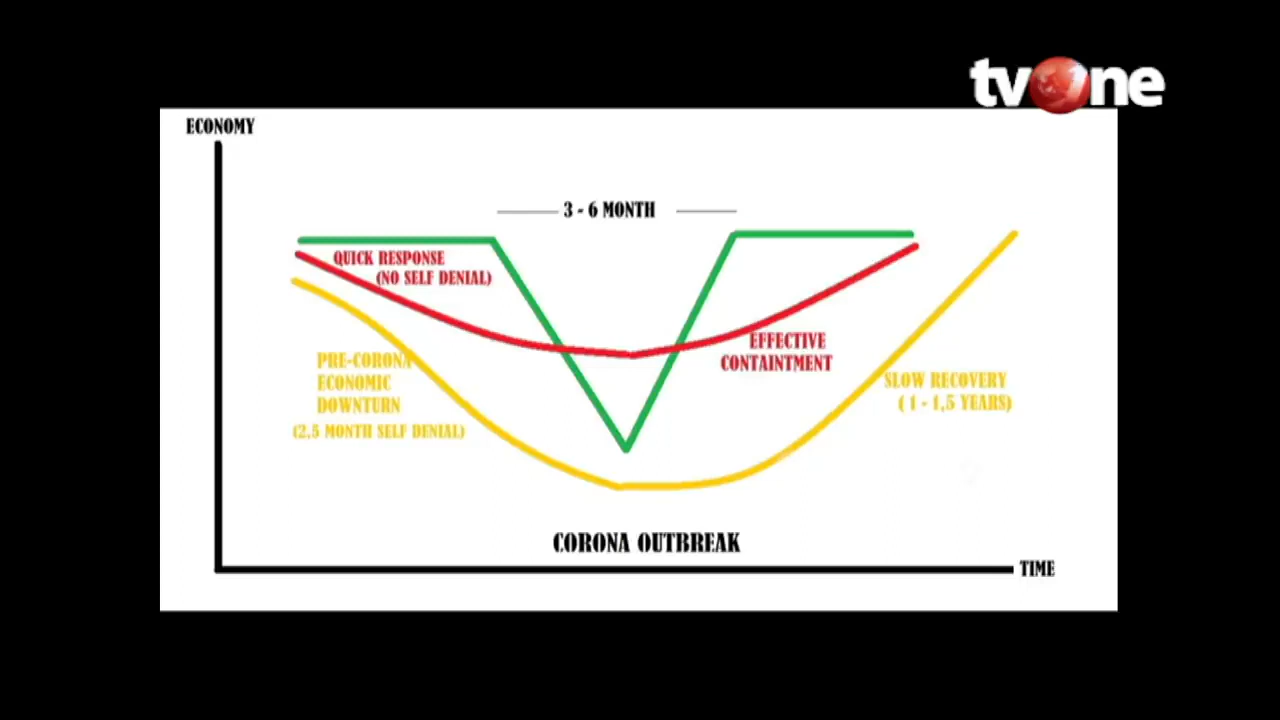 tvOne
ECONOMY
3 - 6 MONTH
QUICK RESPONSE
(NO SELF DENIAL)
EFFECTIVE
CONTAINTMENT
PRE-CORONA
ECONOMIC
DOWNTURN
(2,5 MONTH SELF DENIAL)
SLOW RECOVERY
( 1 - 1,5 YEARS)
CORONA OUTBREAK
TIME